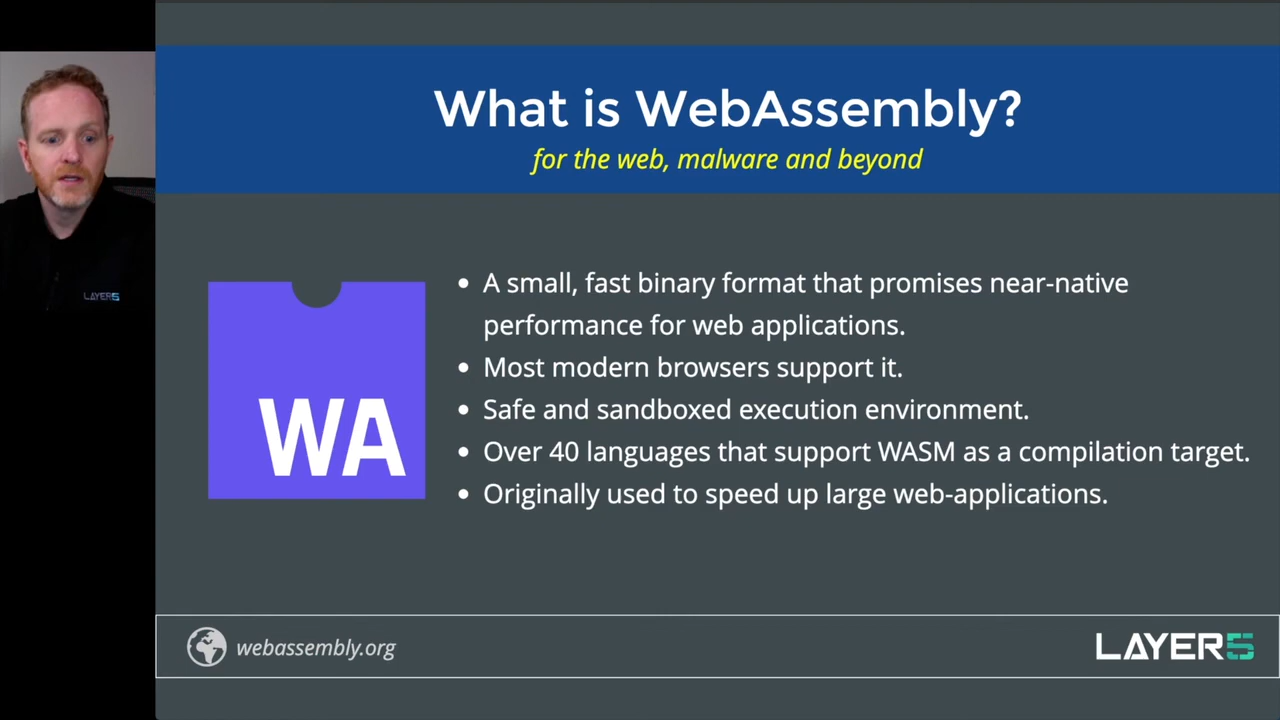 What is WebAssembly?
for the web, malware and beyond
WA
• A small, fast binary format that promises near-native
performance for web applications.
• Most modern browsers support it.
• Safe and sandboxed execution environment.
• Over 40 languages that support WASM as a compilation target.
• Originally used to speed up large web-applications.
LAYER5
webassembly.org
LAYER5